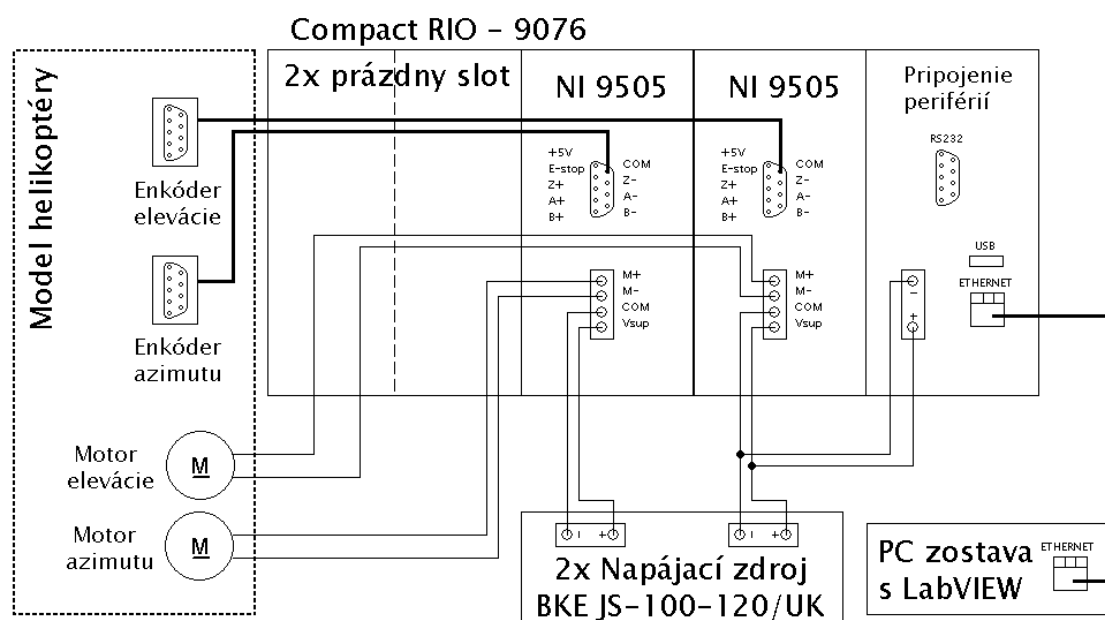 Compact RIO - 9076
Model helikoptéry
Enkóder
elevácie
Enkóder
azimutu
Motor
elevácie
M
Motor
azimutu
M
2x prázdny slot
NI 9505
+5V
E-stop
Z+
A+
B+
COM
Z-
A-
B-
M+
M-
COM
Vsup
NI 9505
+5V
E-stop
Z+
A+
B+
COM
Z-
A-
B-
M+
M-
COM
Vsup
Pripojenie
periférií
RS232
USB
ETHERNET
-
+
- +
- +
2x Napájací zdroj
BKE JS-100-120/UK
PC zostava
s LabVIEW
ETHERNET